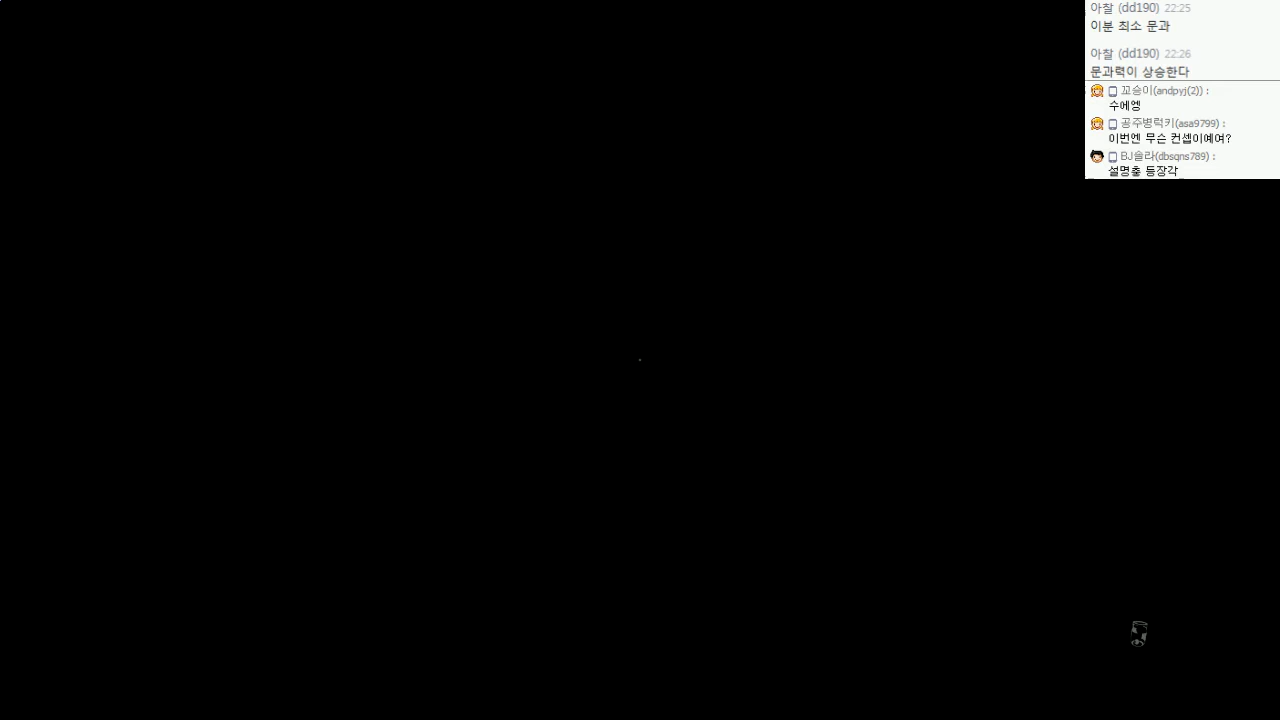 아찰 (dd190) 22:25
이분 최소 문과
아찰 (dd190) 22:26
문과력이 상승한다
꼬슴이(andpyj(2)) :
수에엥
공주병럭키(asa9799) :
이번엔 무슨 컨셉이예여?
BJ율라(dbsqns789) :
설명충 등장각